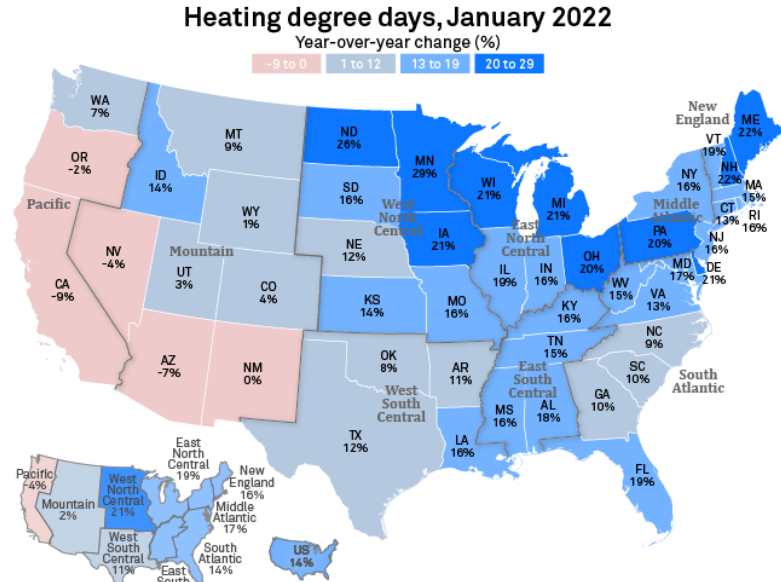 Heating degree days, January 2022
Year-over-year change (%)
-9 to 0
1 to 12
13 to 19
20 to 29
WA
7%
OR
-2%
ID
14%
MT
9%
ND
26%
MN
29%
SD
16%
WY
1%
NE
12%
IA
21%
WI
21%
MI
21%
New
England
VT
19%
ME
22%
NH
22%
NY
16%
MA
15%
CT
13%
RI
16%
Middle
Atlantic
PA
20%
NJ
16%
Pacific
NV
-4%
CA
-9%
Mountain
UT
3%
CO
4%
AZ
-7%
NM
0%
West
North
Central
KS
14%
MO
16%
East
North
Central
IL
19%
IN
16%
OH
20%
MD
17%
DE
21%
WV
15%
VA
13%
KY
16%
TN
15%
NC
9%
SC
10%
GA
10%
South
Atlantic
OK
8%
AR
11%
West
South
Central
TX
12%
LA
16%
East
South
Central
MS
16%
AL
18%
FL
19%
Pacific
-4%
Mountain
2%
West
North
Central
21%
East
North
Central
19%
New
England
16%
Middle
Atlantic
17%
South
Atlantic
14%
West
South
Central
11%
East
South
US
14%